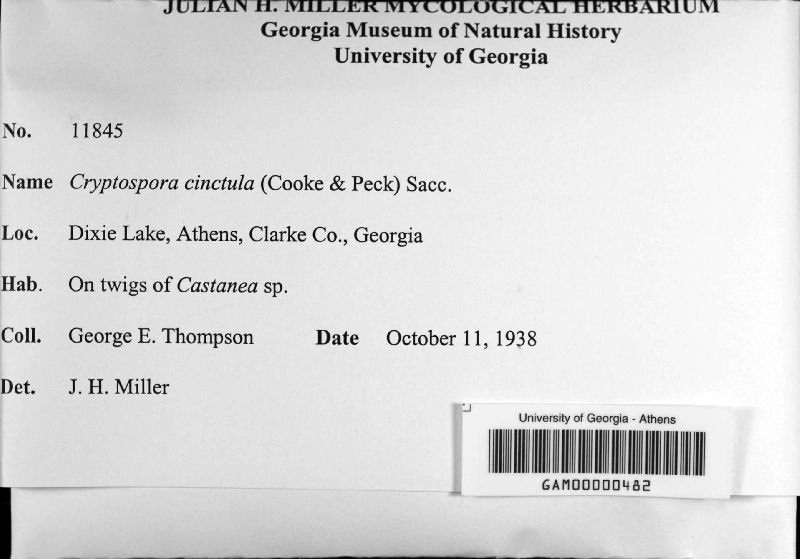 JULIAN H. MILLER MYCOLOGICAL HERBARIUM
Georgia Museum of Natural History
University of Georgia
No. 11845
Name Cryptospora cinctula (Cooke & Peck) Sacc.
Loc. Dixie Lake, Athens, Clarke Co., Georgia
Hab. On twigs of Castanea sp.
Coll. George E. Thompson Date October 11, 1938
Det. J. H. Miller
University of Georgia - Athens
GAM00000482